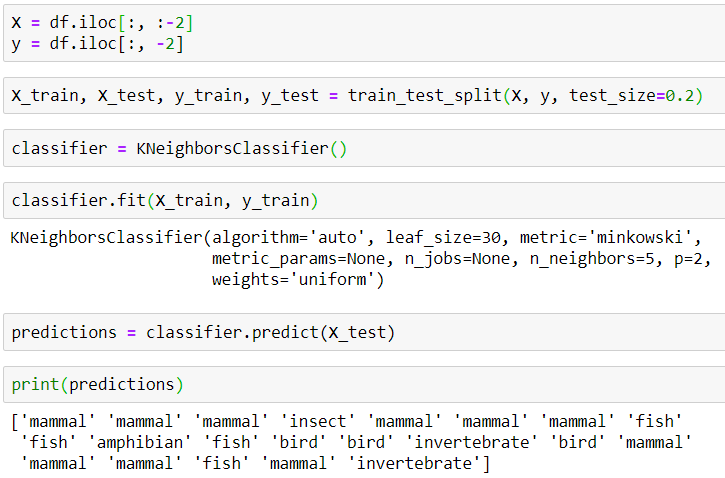 X = df.iloc[:, :-2]
y = df.iloc[:, -2]
X_train, X_test, y_train, y_test = train_test_split(X, y, test_size=0.2)
classifier = KNeighborsClassifier()
classifier.fit(X_train, y_train)
KNeighborsClassifier(algorithm='auto', leaf_size=30, metric='minkowski',
                     metric_params=None, n_jobs=None, n_neighbors=5, p=2,
                     weights='uniform')
predictions = classifier.predict(X_test)
print(predictions)
['mammal' 'mammal' 'mammal' 'insect' 'mammal' 'mammal' 'mammal' 'fish'
 'fish' 'amphibian' 'fish' 'bird' 'bird' 'invertebrate' 'bird' 'mammal'
 'mammal' 'mammal' 'fish' 'mammal' 'invertebrate']